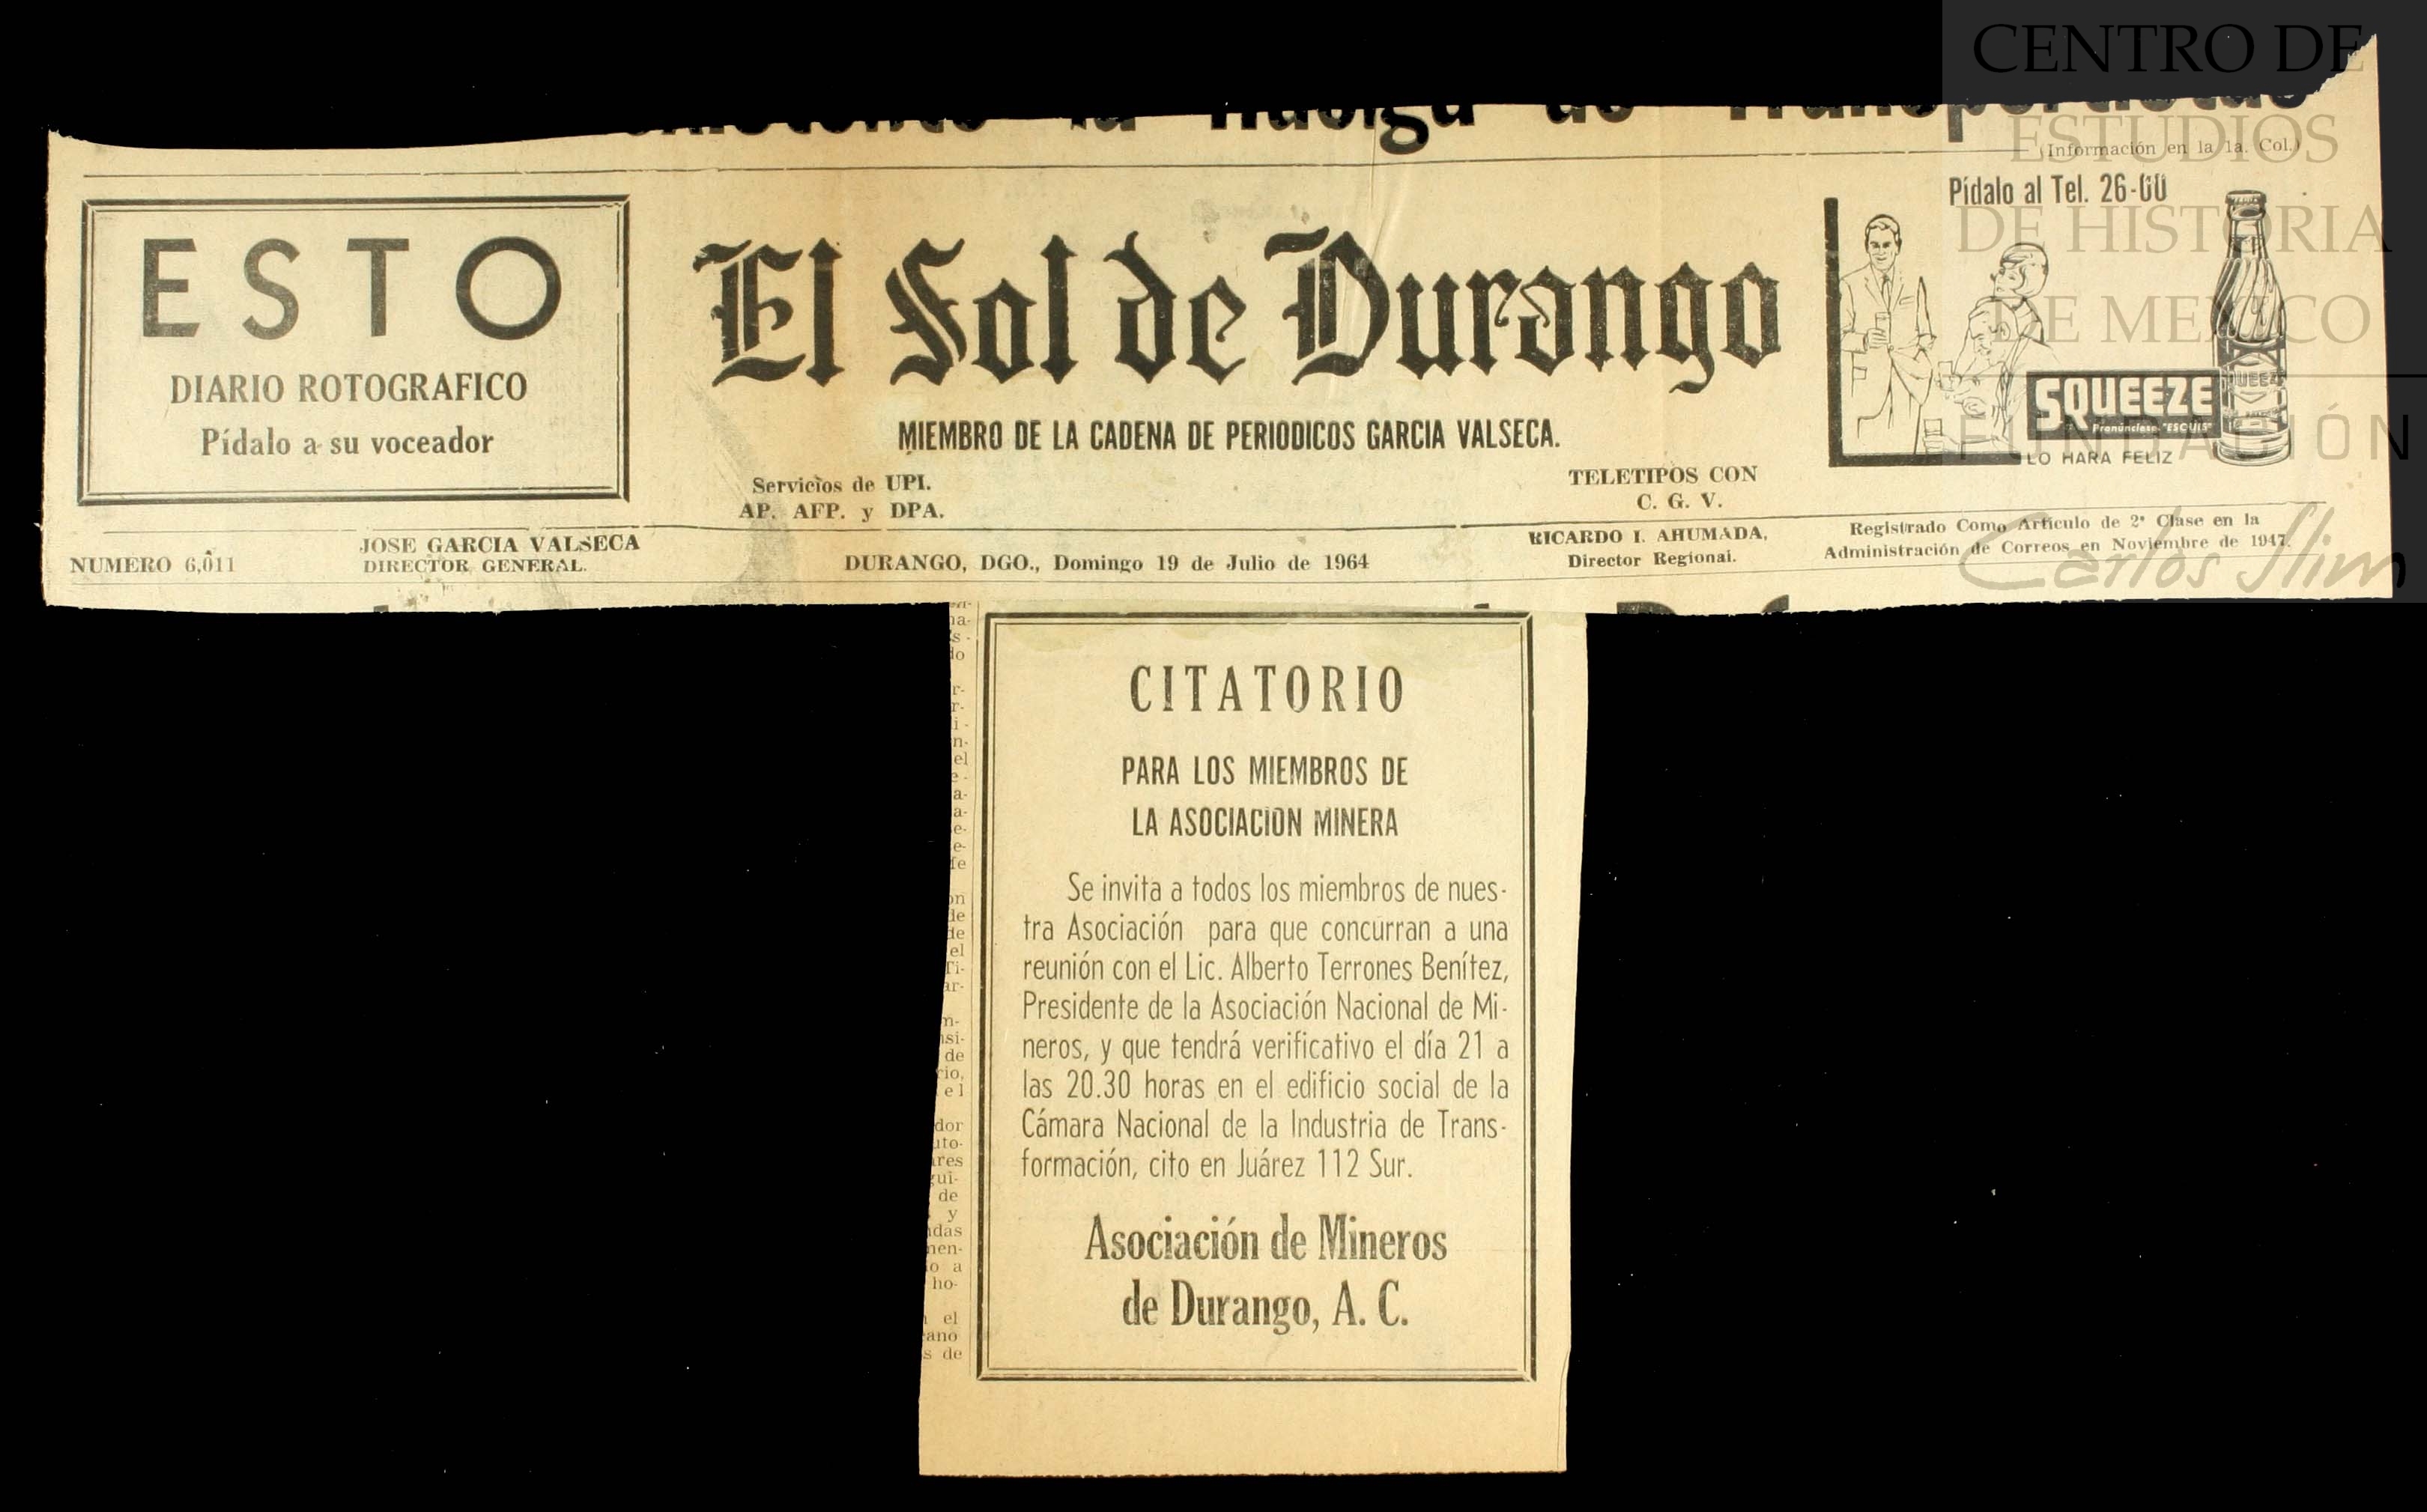 la Huelga de Transportistas
(Información en la 1a. Col.)
ESTO
DIARIO ROTOGRAFICO
Pídalo a su voceador
El Sol de Durango
MIEMBRO DE LA CADENA DE PERIODICOS GARCIA VALSECA.
Servicios de UPI.
AP. AFP. y DPA.
TELETIPOS CON
C. G. V.
Pídalo al Tel. 26-00
SQUEEZE
Pronúnciese "ESCUIS"
LO HARA FELIZ
NUMERO 6,011
JOSE GARCIA VALSECA
DIRECTOR GENERAL.
DURANGO, DGO., Domingo 19 de Julio de 1964
RICARDO I. AHUMADA,
Director Regional.
Registrado Como Artículo de 2ª Clase en la
Administración de Correos en Noviembre de 1947.
CITATORIO
PARA LOS MIEMBROS DE
LA ASOCIACION MINERA
Se invita a todos los miembros de nues-
tra Asociación para que concurran a una
reunión con el Lic. Alberto Terrones Benítez,
Presidente de la Asociación Nacional de Mi-
neros, y que tendrá verificativo el día 21 a
las 20.30 horas en el edificio social de la
Cámara Nacional de la Industria de Trans-
formación, cito en Juárez 112 Sur.
Asociación de Mineros
de Durango, A. C.
CENTRO DE
ESTUDIOS
DE HISTORIA
DE MEXICO
FUNDACIÓN
Carlos Slim